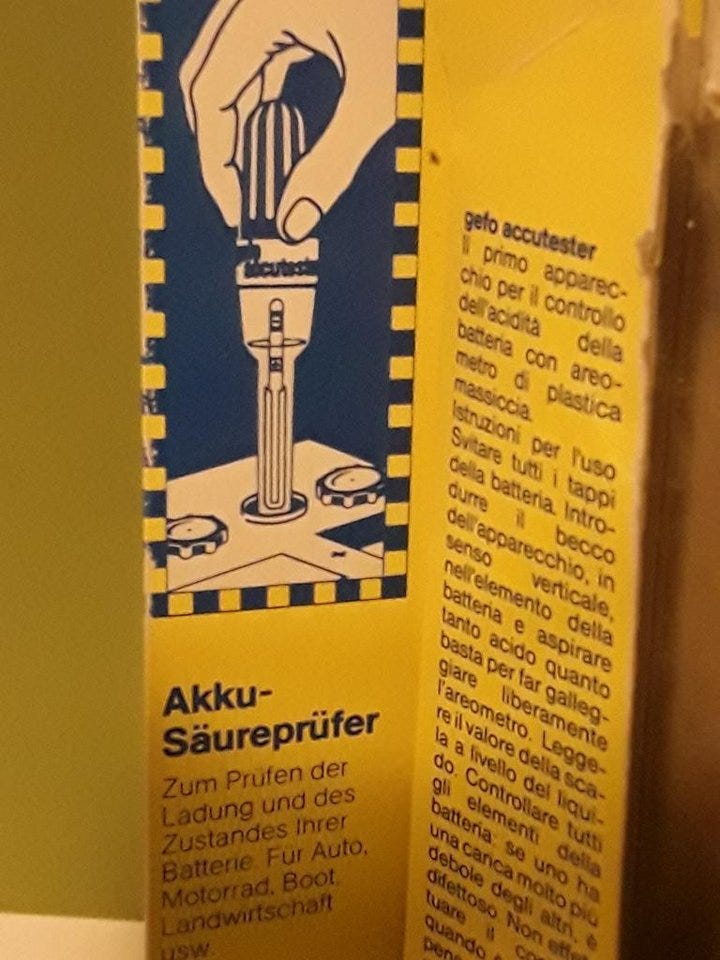 accutest
Akku-
Säureprüfer
Zum Prüfen der
Ladung und des
Zustandes Ihrer
Batterie. Für Auto,
Motorrad, Boot,
Landwirtschaft
usw.
gefo accutester
Il primo apparec-
chio per il controllo
dell'acidità della
batteria con areo-
metro di plastica
massiccia.
Istruzioni per l'uso
Svitare tutti i tappi
della batteria. Intro-
durre il becco
dell'apparecchio, in
senso verticale,
nell'elemento della
batteria e aspirare
tanto acido quanto
basta per far galleg-
giare liberamente
l'areometro. Legge-
re il valore della sca-
la a livello del liqui-
do. Controllare tutti
gli elementi della
batteria: se uno ha
una carica molto più
debole degli altri, è
difettoso. Non effet-
tuare il
quando